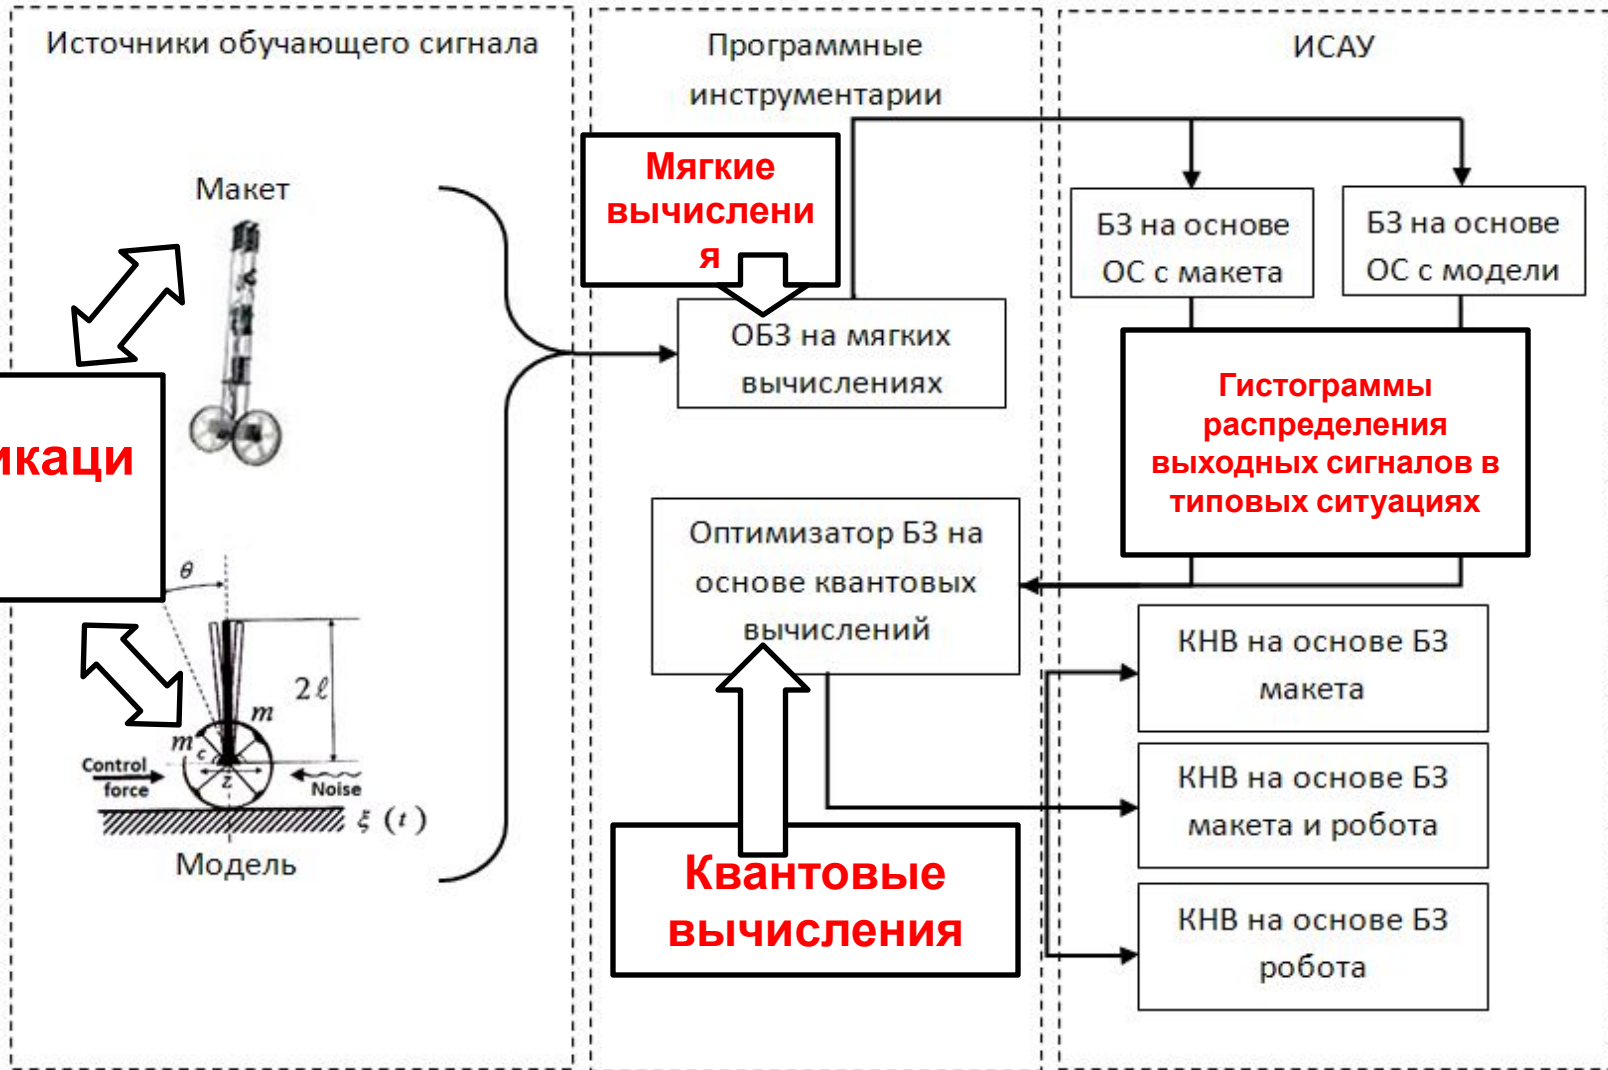 Источники обучающего сигнала
Макет
икаци
θ
2ℓ
m
m
c
z
Control
force
Noise
ξ (t)
Модель
Программные
инструментарии
Мягкие
вычислени
я
ОБЗ на мягких
вычислениях
Оптимизатор БЗ на
основе квантовых
вычислений
Квантовые
вычисления
ИСАУ
БЗ на основе
ОС с макета
БЗ на основе
ОС с модели
Гистограммы
распределения
выходных сигналов в
типовых ситуациях
КНВ на основе БЗ
макета
КНВ на основе БЗ
макета и робота
КНВ на основе БЗ
робота